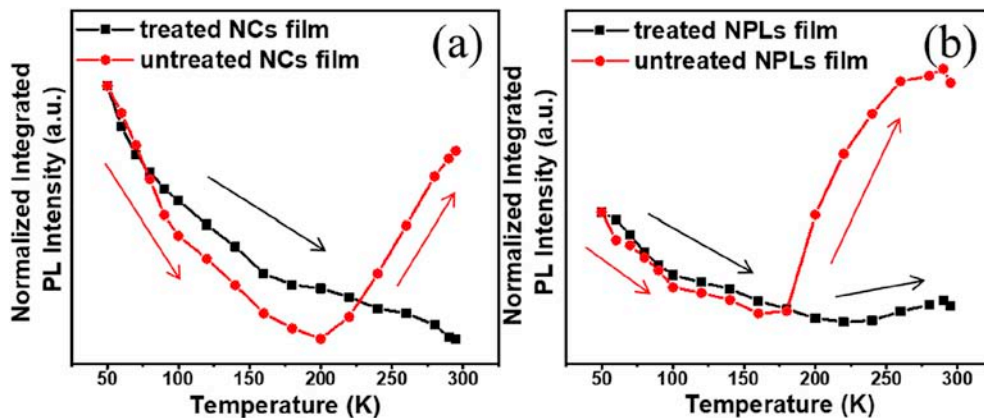 treated NCs film
untreated NCs film
(a)
Normalized Integrated
PL Intensity (a.u.)
50
100
150
200
250
300
Temperature (K)
treated NPLs film
untreated NPLs film
(b)
Normalized Integrated
PL Intensity (a.u.)
50
100
150
200
250
300
Temperature (K)